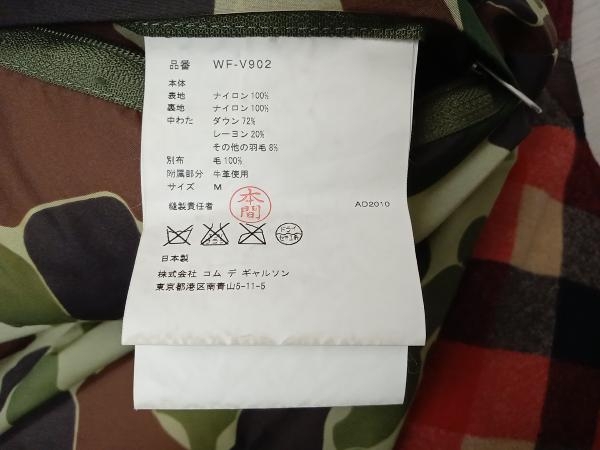 品番 WF-V902
本体
表地 ナイロン100%
裏地 ナイロン100%
中わた ダウン72%
レーヨン20%
その他の羽毛8%
別布 毛100%
附属部分 牛革使用
サイズ M
縫製責任者 本間 AD2010
ドライ
日本製
株式会社 コム デ ギャルソン
東京都港区南青山5-11-5